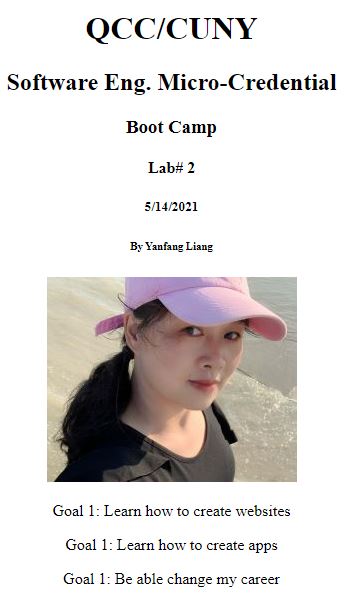 QCC/CUNY
Software Eng. Micro-Credential
Boot Camp
Lab# 2
5/14/2021
By Yanfang Liang
Goal 1: Learn how to create websites
Goal 1: Learn how to create apps
Goal 1: Be able change my career